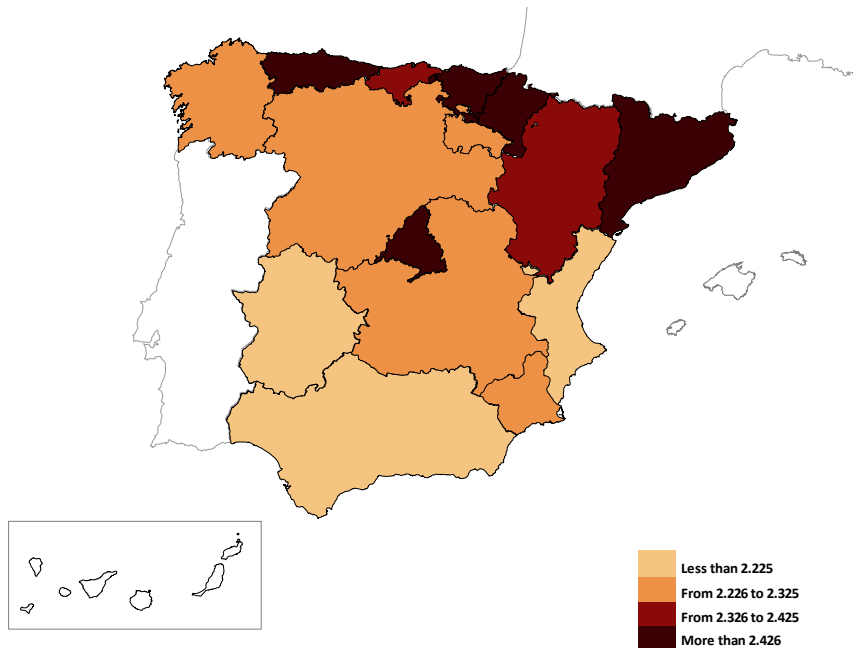 Less than 2.225
From 2.226 to 2.325
From 2.326 to 2.425
More than 2.426